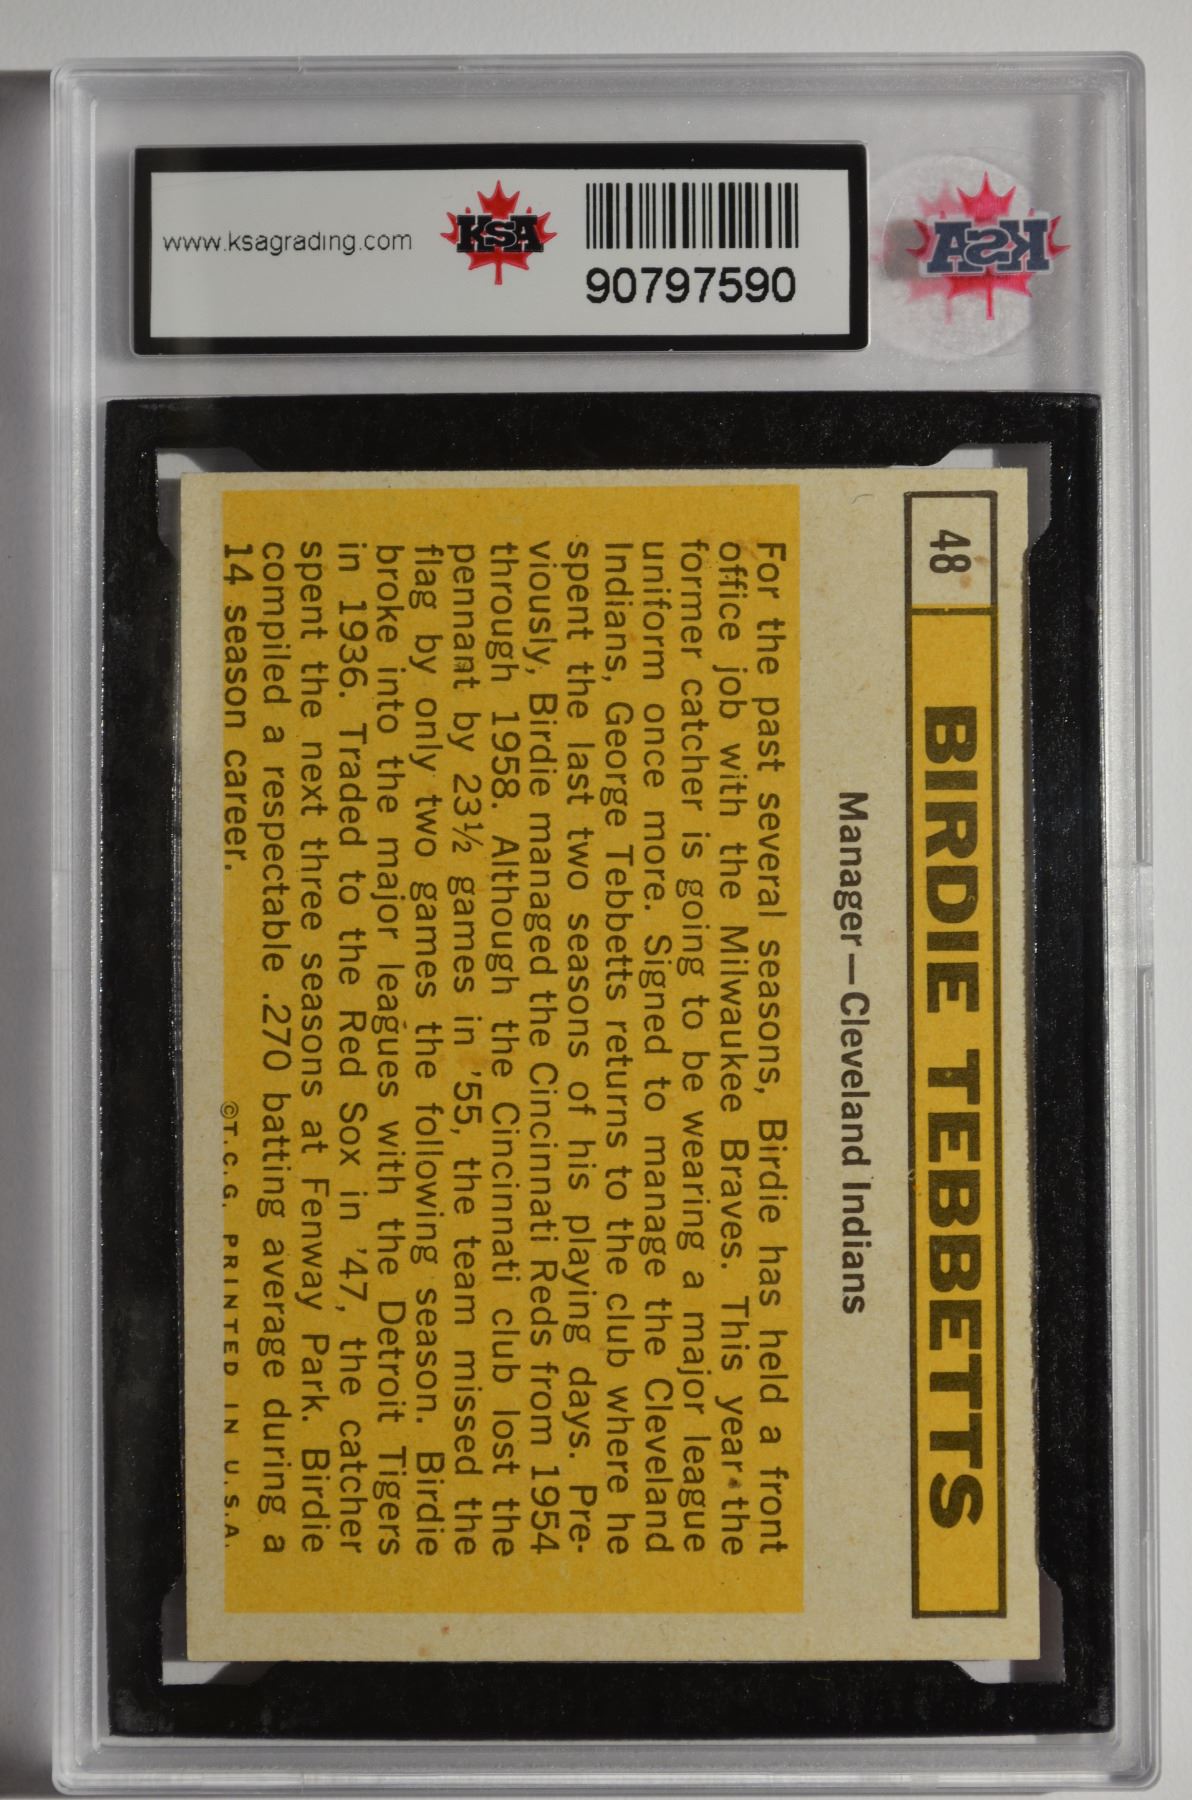 www.ksagrading.com
KSA
90797590
KSA
48
BIRDIE TEBBETTS
Manager—Cleveland Indians
For the past several seasons, Birdie has held a front
office job with the Milwaukee Braves. This year the
former catcher is going to be wearing a major league
uniform once more. Signed to manage the Cleveland
Indians, George Tebbetts returns to the club where he
spent the last two seasons of his playing days. Pre-
viously, Birdie managed the Cincinnati Reds from 1954
through 1958. Although the Cincinnati club lost the
pennant by 23½ games in '55, the team missed the
flag by only two games the following season. Birdie
broke into the major leagues with the Detroit Tigers
in 1936. Traded to the Red Sox in '47, the catcher
spent the next three seasons at Fenway Park. Birdie
compiled a respectable .270 batting average during a
14 season career.
©T.C.G. PRINTED IN U.S.A.